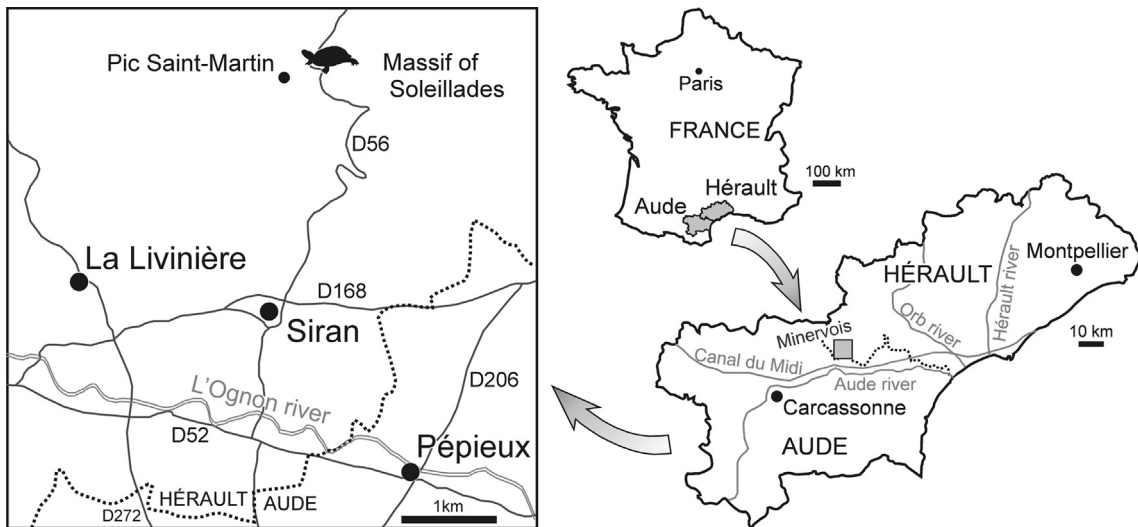 Pic Saint-Martin
Massif of
Soleillades
D56
La Livinière
D168
Siran
L'Ognon river
D206
D52
Pépieux
HÉRAULT
AUDE
D272
1km
Paris
FRANCE
100 km
Hérault
Aude
Montpellier
HÉRAULT
Hérault river
Orb river
10 km
Minervois
Canal du Midi
Aude river
Carcassonne
AUDE